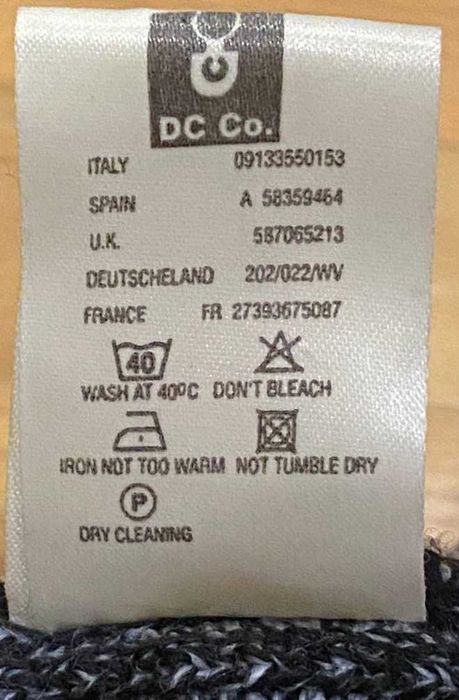 DC Co.
ITALY 09133550153
SPAIN A 58359464
U.K. 587065213
DEUTSCHELAND 202/022/WV
FRANCE FR 27393675087
40
WASH AT 40ºC DON'T BLEACH
IRON NOT TOO WARM NOT TUMBLE DRY
P
DRY CLEANING